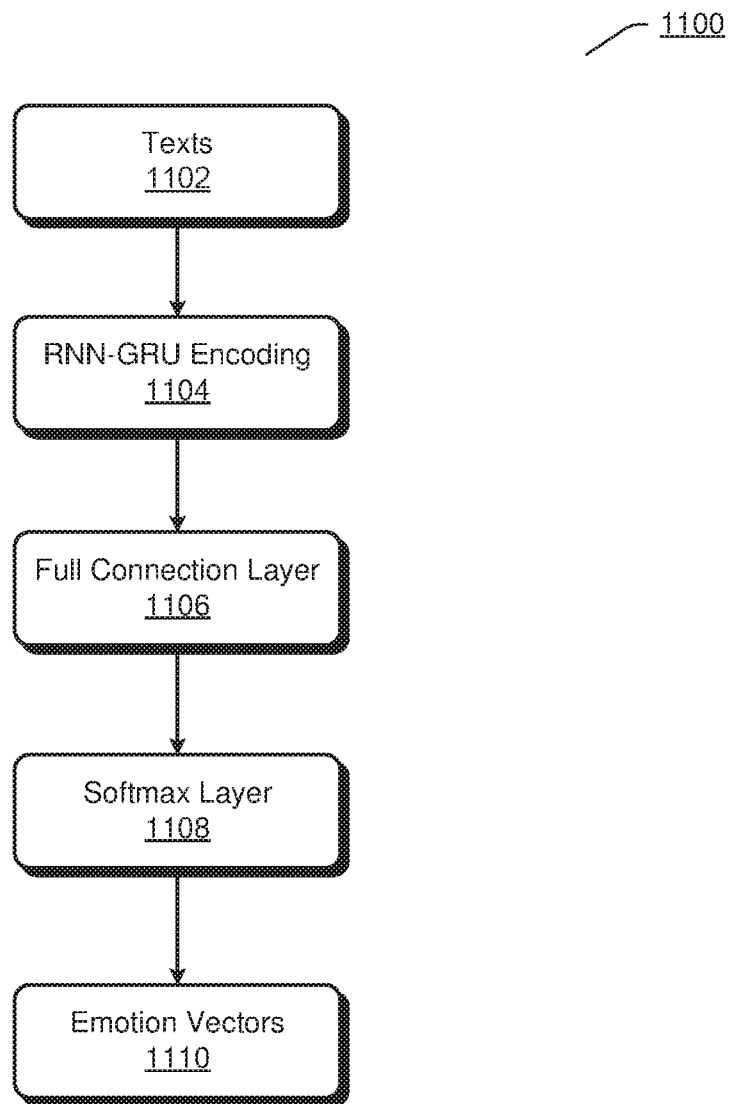 1100
Texts
1102
RNN-GRU Encoding
1104
Full Connection Layer
1106
Softmax Layer
1108
Emotion Vectors
1110